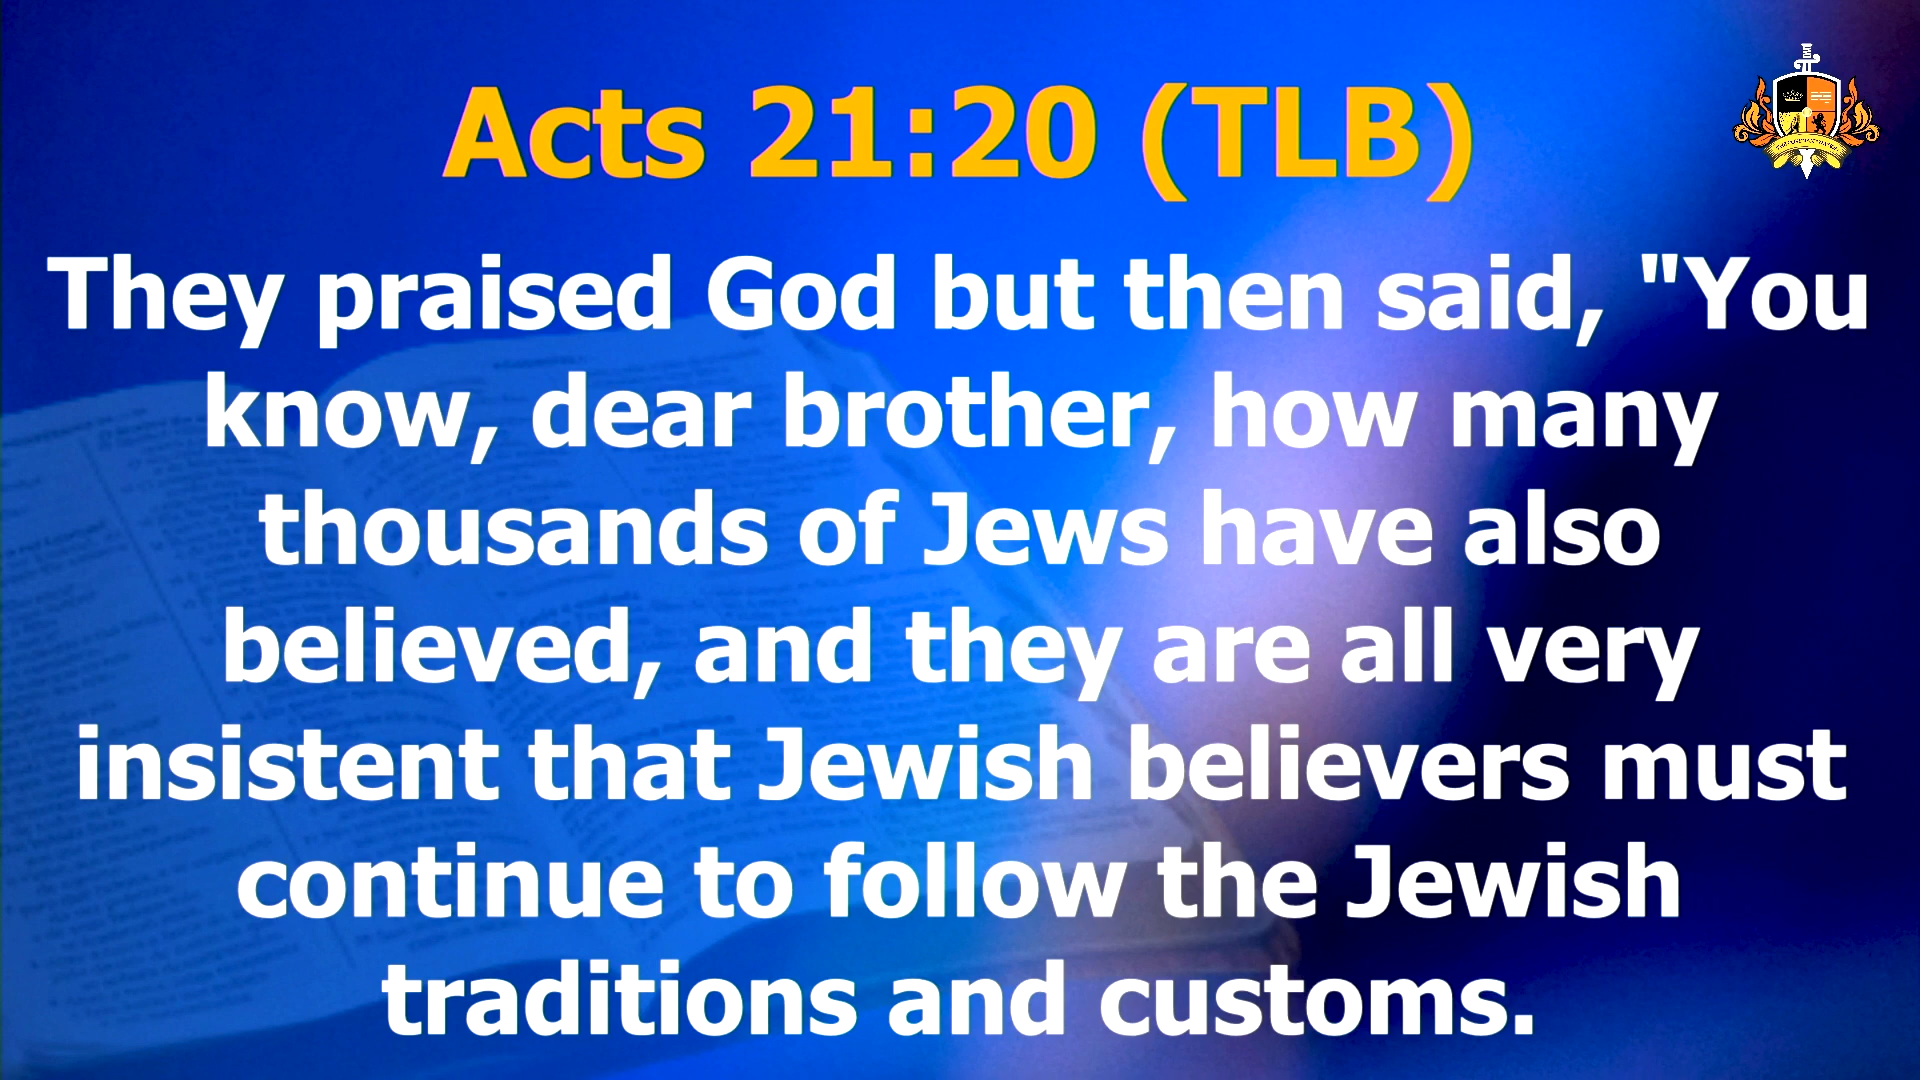 Acts 21:20 (TLB)
They praised God but then said, "You
know, dear brother, how many
thousands of Jews have also
believed, and they are all very
insistent that Jewish believers must
continue to follow the Jewish
traditions and customs.